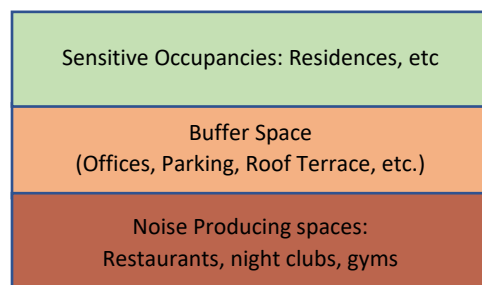 Sensitive Occupancies: Residences, etc
Buffer Space
(Offices, Parking, Roof Terrace, etc.)
Noise Producing spaces:
Restaurants, night clubs, gyms